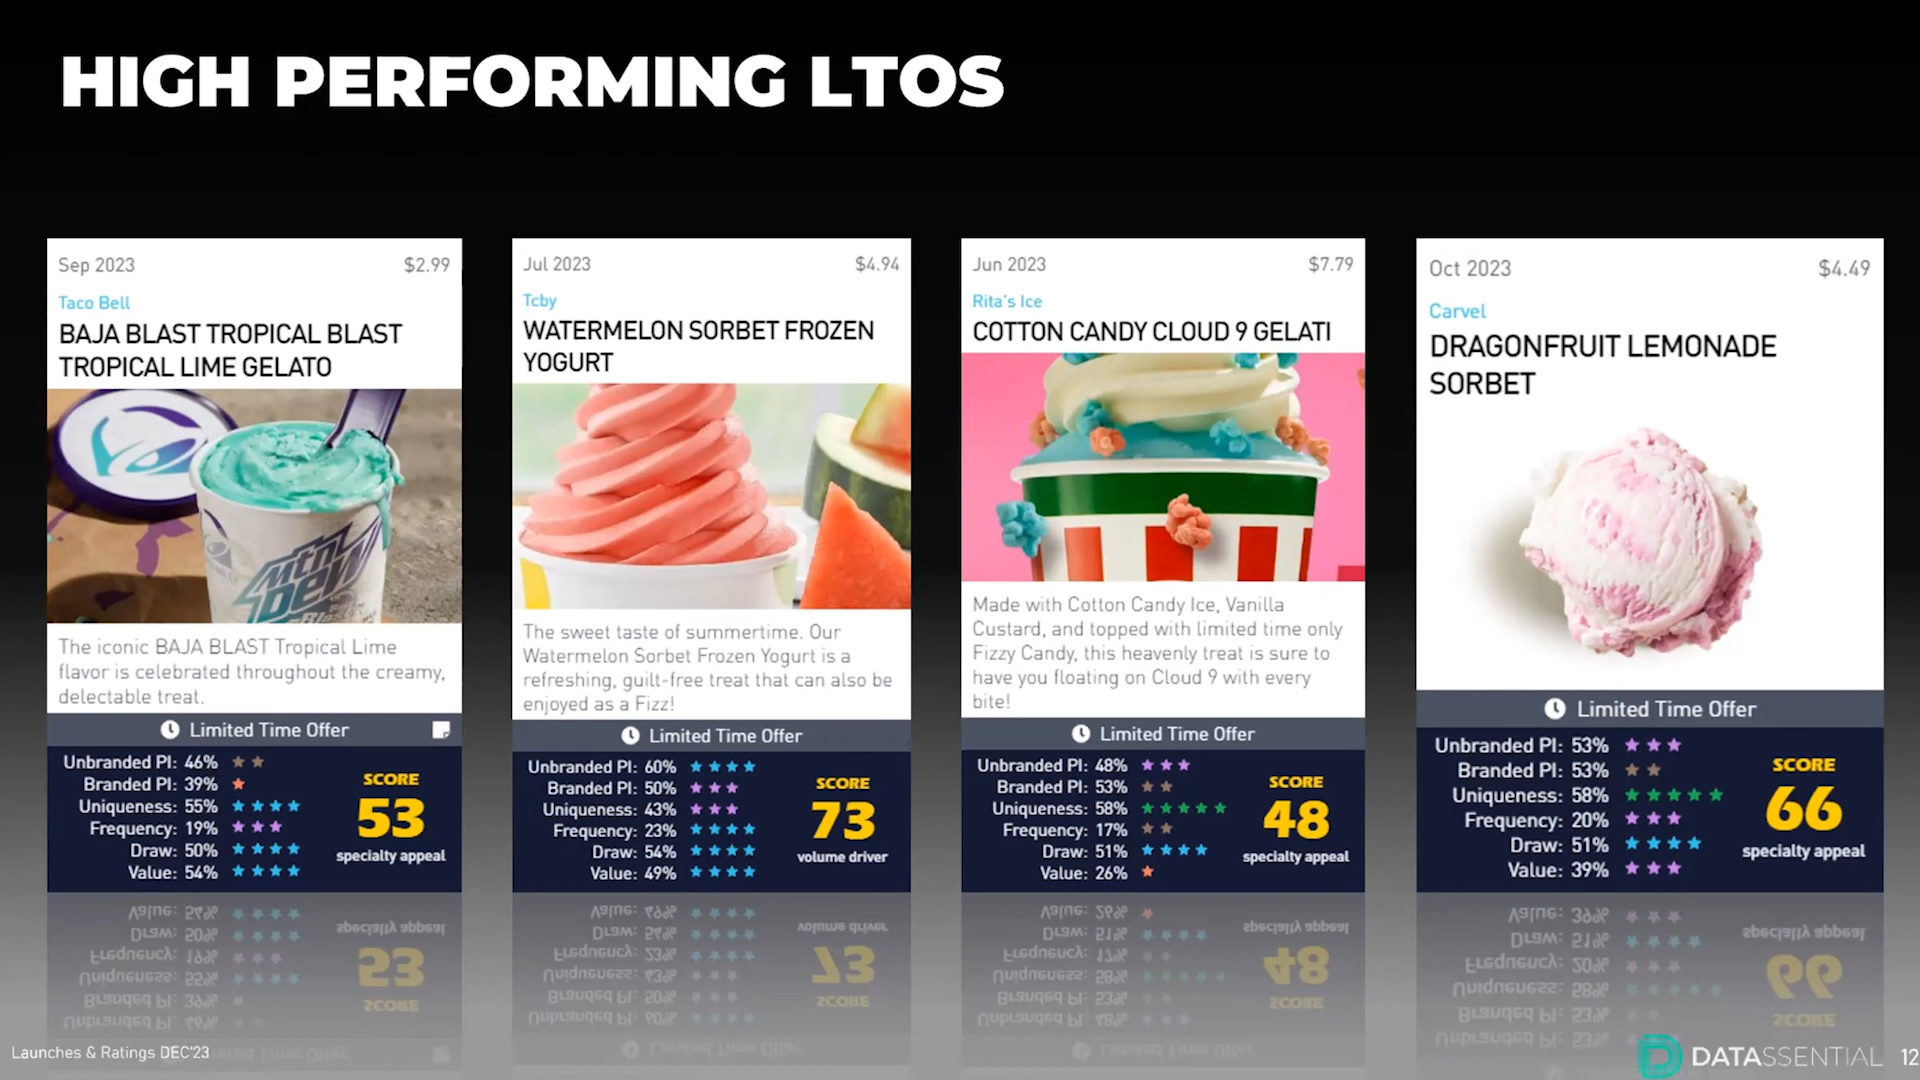 HIGH PERFORMING LTOS
Sep 2023 $2.99
Taco Bell
BAJA BLAST TROPICAL BLAST
TROPICAL LIME GELATO
mtn
Dew
The iconic BAJA BLAST Tropical Lime
flavor is celebrated throughout the creamy,
delectable treat.
Limited Time Offer
Unbranded PI: 46%
Branded PI: 39%
Uniqueness: 55%
Frequency: 19%
Draw: 50%
Value: 54%
SCORE
53
specialty appeal
Jul 2023 $4.94
Tcby
WATERMELON SORBET FROZEN
YOGURT
The sweet taste of summertime. Our
Watermelon Sorbet Frozen Yogurt is a
refreshing, guilt-free treat that can also be
enjoyed as a Fizz!
Limited Time Offer
Unbranded PI: 60%
Branded PI: 50%
Uniqueness: 43%
Frequency: 23%
Draw: 54%
Value: 49%
SCORE
73
volume driver
Jun 2023 $7.79
Rita's Ice
COTTON CANDY CLOUD 9 GELATI
Made with Cotton Candy Ice, Vanilla
Custard, and topped with limited time only
Fizzy Candy, this heavenly treat is sure to
have you floating on Cloud 9 with every
bite!
Limited Time Offer
Unbranded PI: 48%
Branded PI: 53%
Uniqueness: 58%
Frequency: 17%
Draw: 51%
Value: 26%
SCORE
48
specialty appeal
Oct 2023 $4.49
Carvel
DRAGONFRUIT LEMONADE
SORBET
Limited Time Offer
Unbranded PI: 53%
Branded PI: 53%
Uniqueness: 58%
Frequency: 20%
Draw: 51%
Value: 39%
SCORE
66
specialty appeal
Launches & Ratings DEC'23
DATASSENTIAL 12